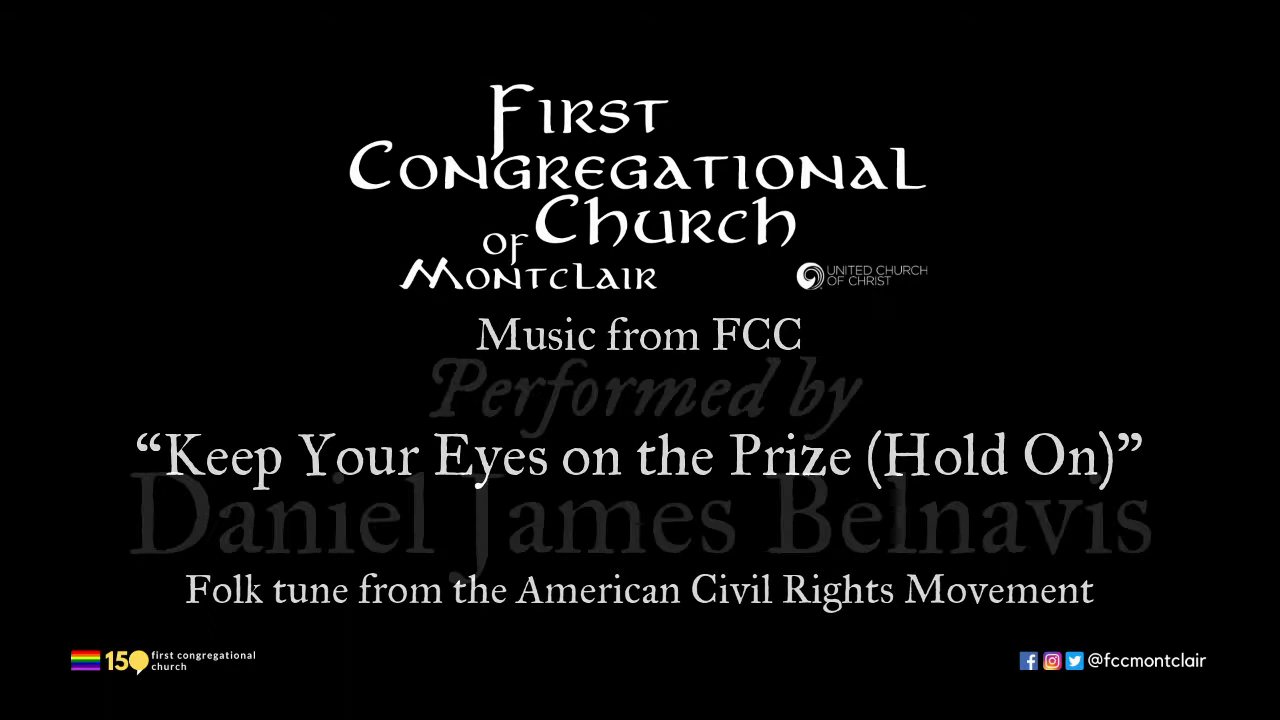 First
Congregational
of Church
Montclair
UNITED CHURCH
OF CHRIST
Music from FCC
Performed by
“Keep Your Eyes on the Prize (Hold On)”
Daniel James Belnavis
Folk tune from the American Civil Rights Movement
150 first congregational
church
@fccmontclair